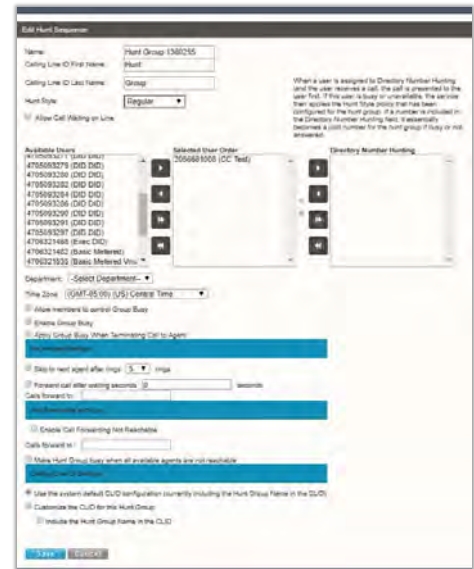 Edit Hunt Sequence
Name: Hunt Group 1380255
Calling Line ID First Name: Hunt
Calling Line ID Last Name: Group
Hunt Style: Regular
Allow Call Waiting on Line
When a user is assigned to Directory Number Hunting
and the user receives a call, the call is presented to the
user first. If this user is busy or unavailable, the service
then applies the Hunt Style policy that has been
configured for the hunt group. If a number is included in
the Directory Number Hunting field, it essentially
becomes a pilot number for the hunt group if busy or not
answered.
Available Users
Selected User Order
Directory Number Hunting
(DID DID)
4705093279 (DID DID)
4705093280 (DID DID)
4705093282 (DID DID)
4705093284 (DID DID)
4705093286 (DID DID)
4705093290 (DID DID)
4705093291 (DID DID)
4705093297 (DID DID)
4706321468 (Exec DID)
4706321482 (Basic Metered)
(Basic Metered
(CC Test)
Department: --Select Department--
Time Zone: (GMT-05:00) (US) Central Time
Allow members to control Group Busy
Enable Group Busy
Apply Group Busy When Terminating Call to Agent
Skip to next agent after rings 5 rings
Forward call after waiting seconds 0 seconds
Calls forward to:
Enable Call Forwarding Not Reachable
Calls forward to:
Make Hunt Group busy when all available agents are not reachable
Use the system default CLID configuration (currently including the Hunt Group Name in the CLID)
Customize the CLID for this Hunt Group
Include the Hunt Group Name in the CLID
Save Cancel